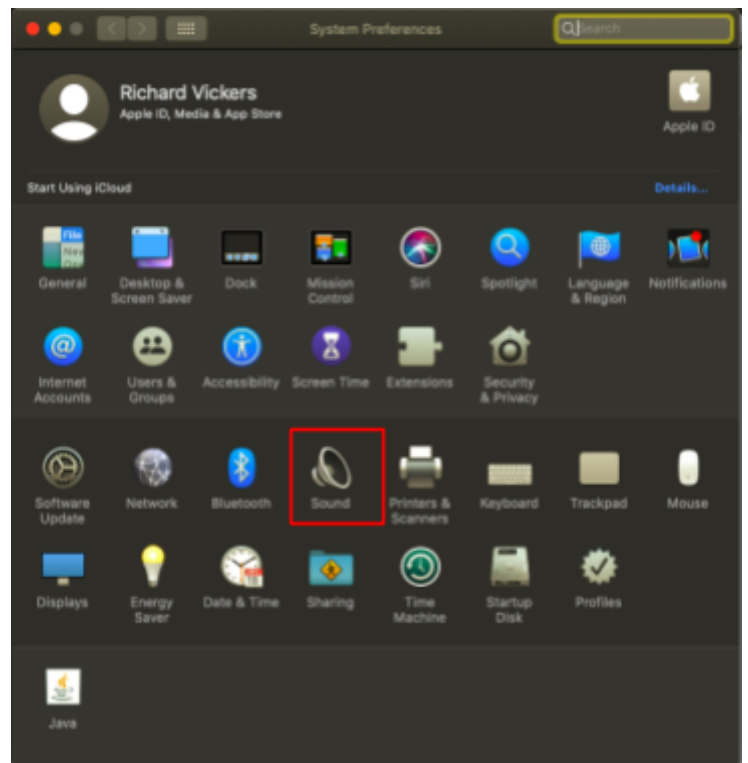 System Preferences
Search
Richard Vickers
Apple ID, Media & App Store
Apple ID
Start Using iCloud
Details...
File
New
General
Desktop &
Screen Saver
Dock
Mission
Control
Siri
Spotlight
Language
& Region
Notifications
Internet
Accounts
Users &
Groups
Accessibility
Screen Time
Extensions
Security
& Privacy
Software
Update
Network
Bluetooth
Sound
Printers &
Scanners
Keyboard
Trackpad
Mouse
Displays
Energy
Saver
Date & Time
Sharing
Time
Machine
Startup
Disk
Profiles
Java